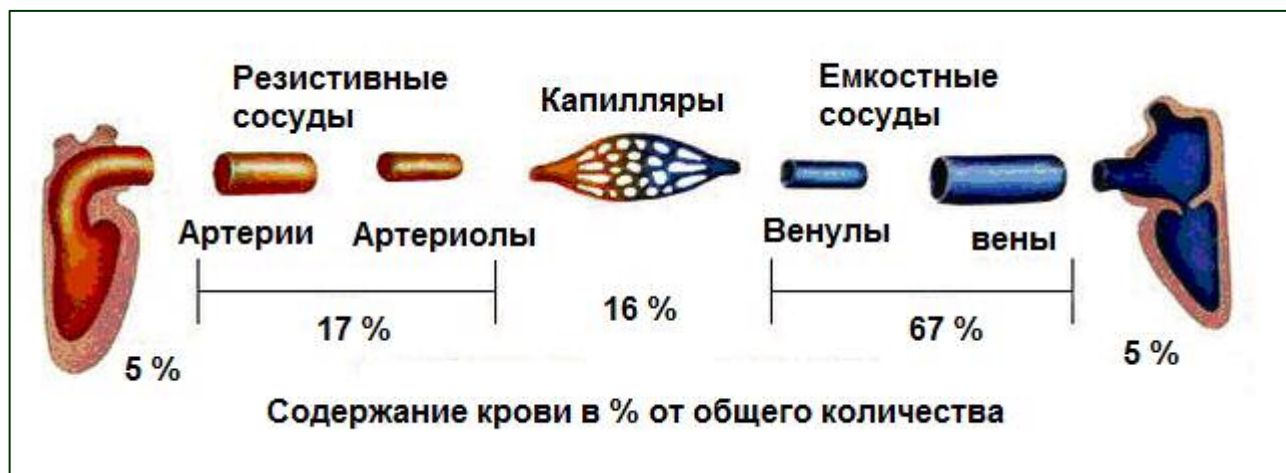 Резистивные
сосуды
Капилляры
Емкостные
сосуды
Артерии
Артериолы
Венулы
вены
5 %
17 %
16 %
67 %
5 %
Содержание крови в % от общего количества